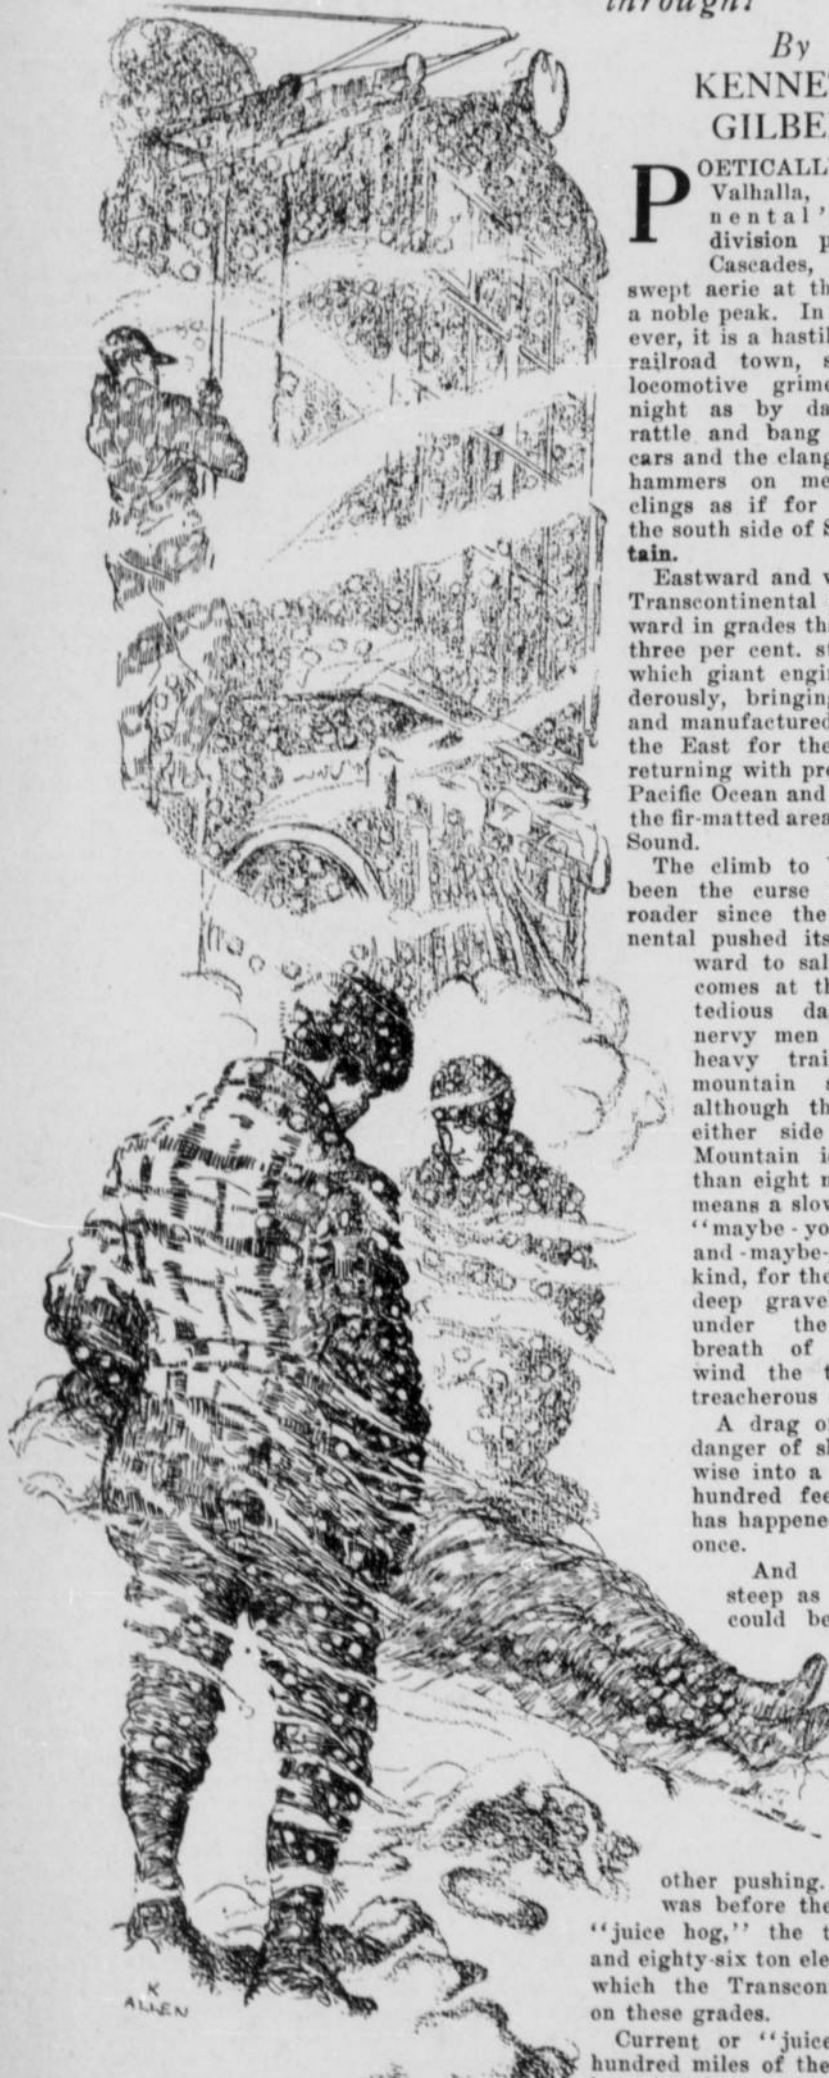 through!
By
KENNE
GILBE
POETICALL
Valhalla,
nental'
division p
Cascades,
swept aerie at th
a noble peak. In
ever, it is a hastil
railroad town, s
locomotive grime
night as by da
rattle and bang
cars and the clang
hammers on me
clings as if for
the south side of S
tain.
Eastward and w
Transcontinental
ward in grades th
three per cent. st
which giant engin
derously, bringing
and manufactured
the East for the
returning with pro
Pacific Ocean and
the fir-matted area
Sound.
The climb to V
been the curse
roader since the
nental pushed its
ward to sal
comes at th
tedious da
nervy men
heavy trai
mountain s
although th
either side
Mountain is
than eight m
means a slow
"maybe-yo
and-maybe-
kind, for the
deep grave
under the
breath of
wind the t
treacherous
A drag o
danger of sl
wise into a
hundred fee
has happene
once.
And
steep as
could be
other pushing.
was before the
"juice hog," the t
and eighty-six ton ele
which the Transcon
on these grades.
Current or "juice
hundred miles of the
K
ALLEN